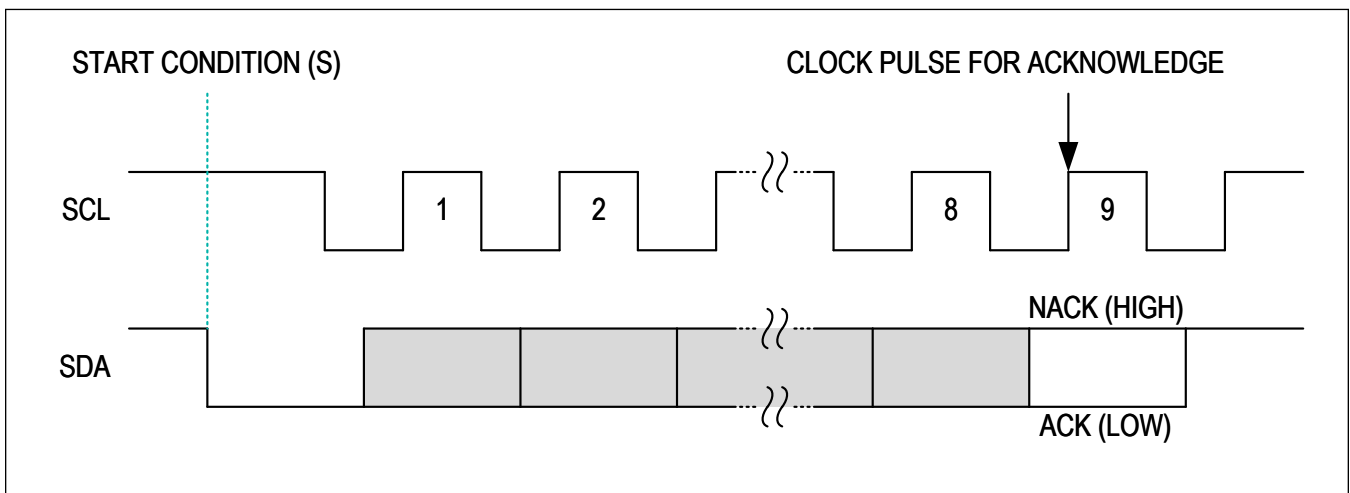 START CONDITION (S)
CLOCK PULSE FOR ACKNOWLEDGE
SCL
1
2
8
9
NACK (HIGH)
SDA
ACK (LOW)